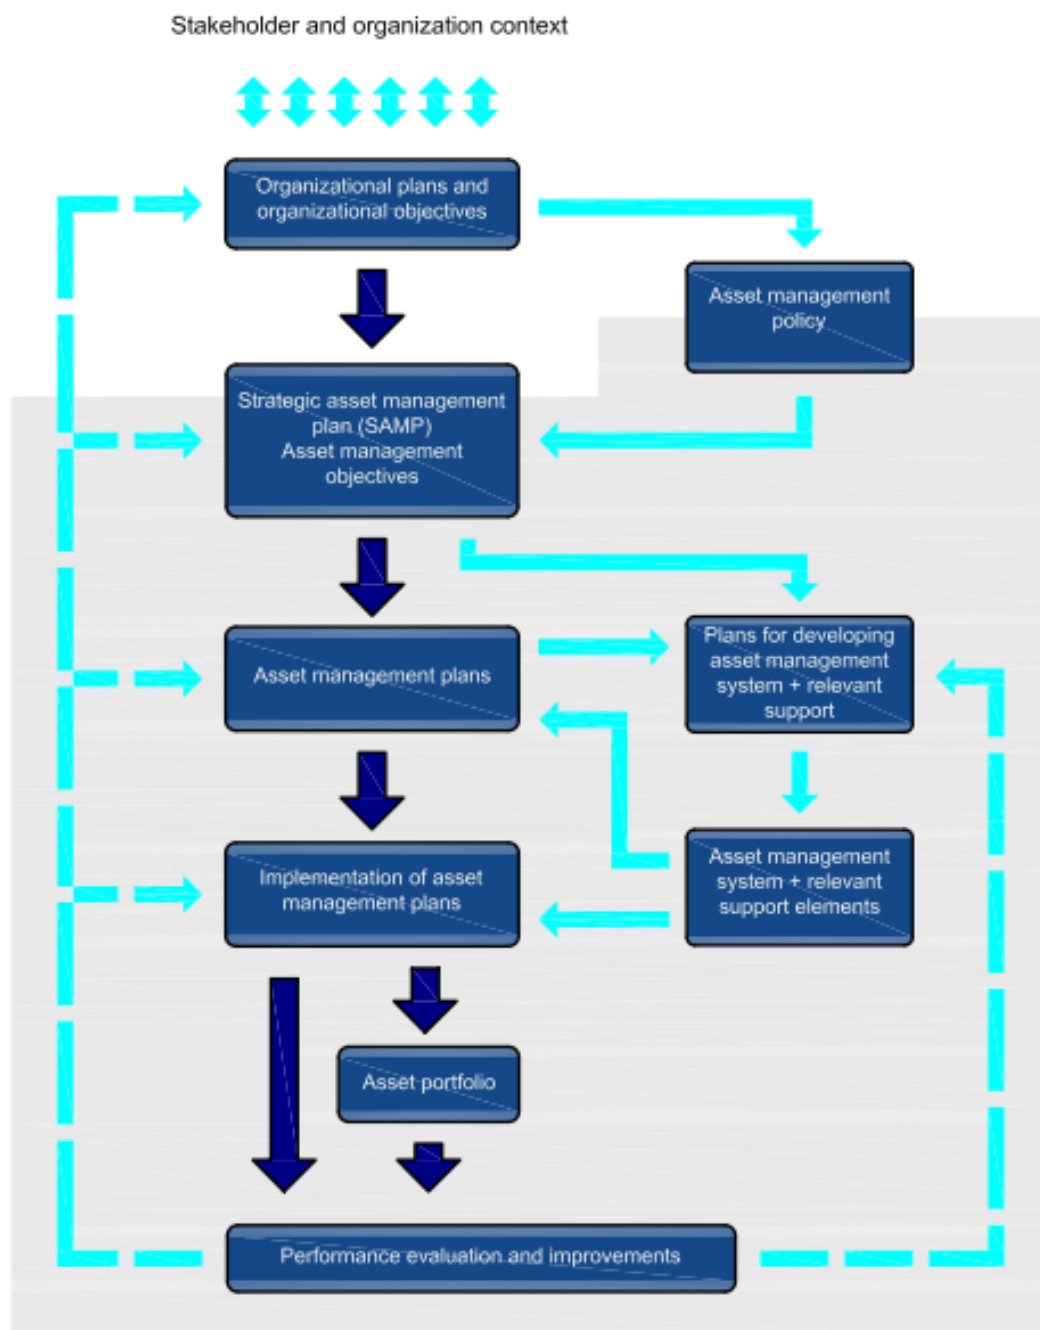 Stakeholder and organization context
Organizational plans and
organizational objectives
Asset management
policy
Strategic asset management
plan (SAMP)
Asset management
objectives
Asset management plans
Plans for developing
asset management
system + relevant
support
Implementation of asset
management plans
Asset management
system + relevant
support elements
Asset portfolio
Performance evaluation and improvements